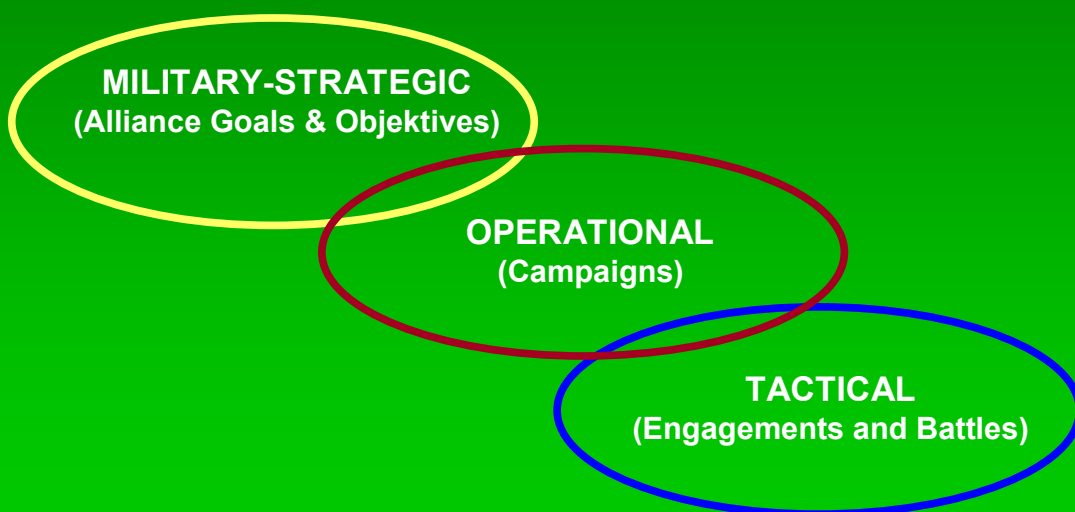 MILITARY-STRATEGIC
(Alliance Goals & Objektives)
OPERATIONAL
(Campaigns)
TACTICAL
(Engagements and Battles)